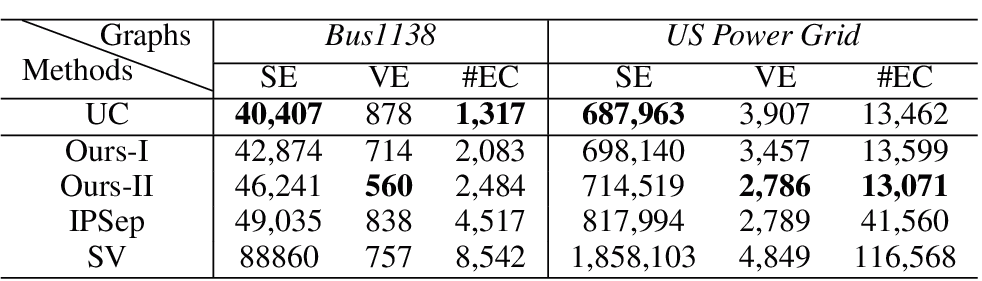 Graphs Bus1138 US Power Grid
Methods SE VE #EC SE VE #EC
UC 40,407 878 1,317 687,963 3,907 13,462
Ours-I 42,874 714 2,083 698,140 3,457 13,599
Ours-II 46,241 560 2,484 714,519 2,786 13,071
IPSep 49,035 838 4,517 817,994 2,789 41,560
SV 88860 757 8,542 1,858,103 4,849 116,568